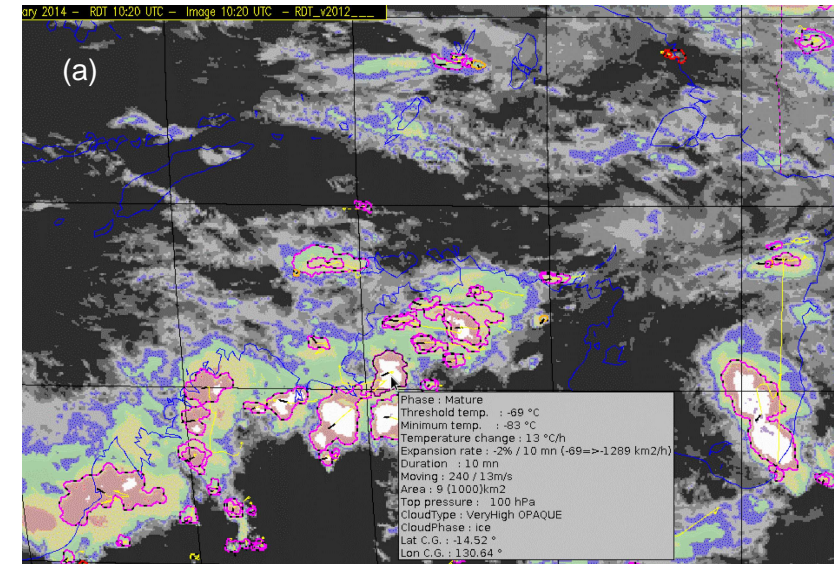 ary 2014 - RDT 10:20 UTC - Image 10:20 UTC - RDT_v2012___
(a)
Phase : Mature
Threshold temp. : -69 °C
Minimum temp. : -83 °C
Temperature change : 13 °C/h
Expansion rate : -2% / 10 mn (-69=>-1289 km2/h)
Duration : 10 mn
Moving : 240 / 13m/s
Area : 9 (1000)km2
Top pressure : 100 hPa
CloudType : VeryHigh OPAQUE
CloudPhase : ice
Lat C.G. : -14.52 °
Lon C.G. : 130.64 °